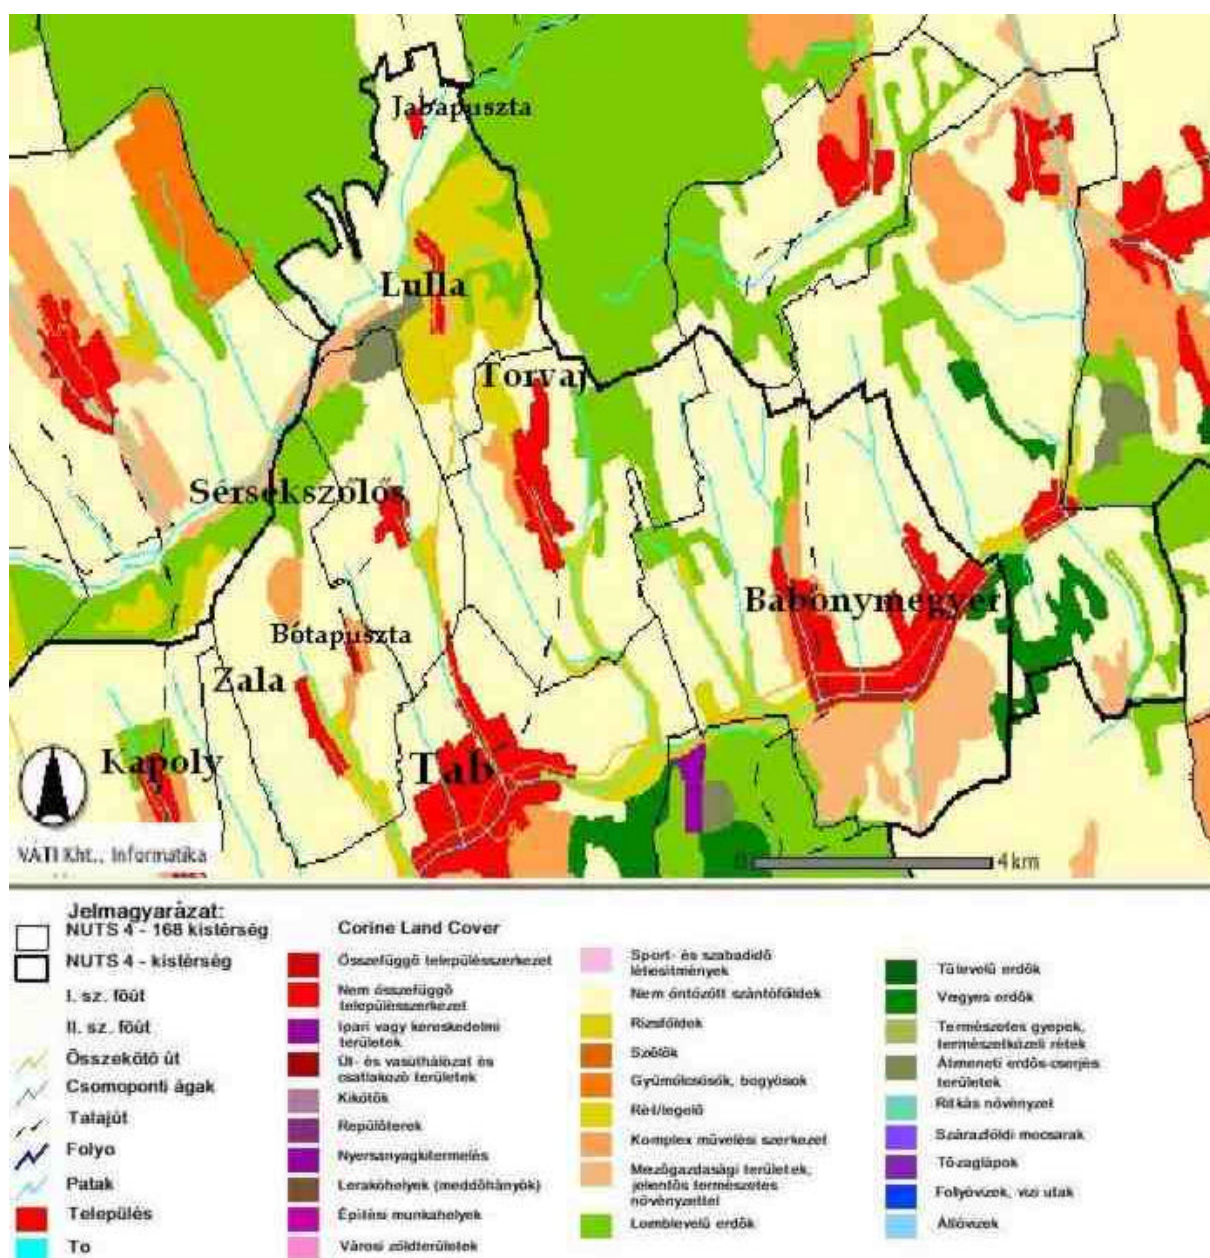 Jabapuszta
Lulla
Torvaj
Sérsekszőlős
Babonymegyer
Bótapuszta
Zala
Kapoly
Tab
VÁTI Kht., Informatika
0 4 km
Jelmagyarázat:
NUTS 4 - 168 kistérség
NUTS 4 - kistérség
I. sz. főút
II. sz. főút
Összekötő út
Csomoponti ágak
Talajút
Folyo
Patak
Település
To
Corine Land Cover
Összefüggő településszerkezet
Nem összefüggő
településszerkezet
Ipari vagy kereskedelmi
területek
Út- és vasúthálózat és
csatlakozó területek
Kikötők
Repülőterek
Nyersanyagkitermelés
Lerakóhelyek (meddőhányók)
Építési munkahelyek
Városi zöldterületek
Sport- és szabadidő
létesítmények
Nem öntözött szántóföldek
Rizsföldek
Szőlők
Gyümölcsösök, bogyósok
Rét/legelő
Komplex művelési szerkezet
Mezőgazdasági területek,
jelentős természetes
növényzettel
Lomblevelű erdők
Tűlevelű erdők
Vegyes erdők
Természetes gyepek,
természetközeli rétek
Átmeneti erdős-cserjés
területek
Ritkás növényzet
Szárazföldi mocsarak
Tőzeglápok
Folyóvizek, vizi utak
Állóvizek